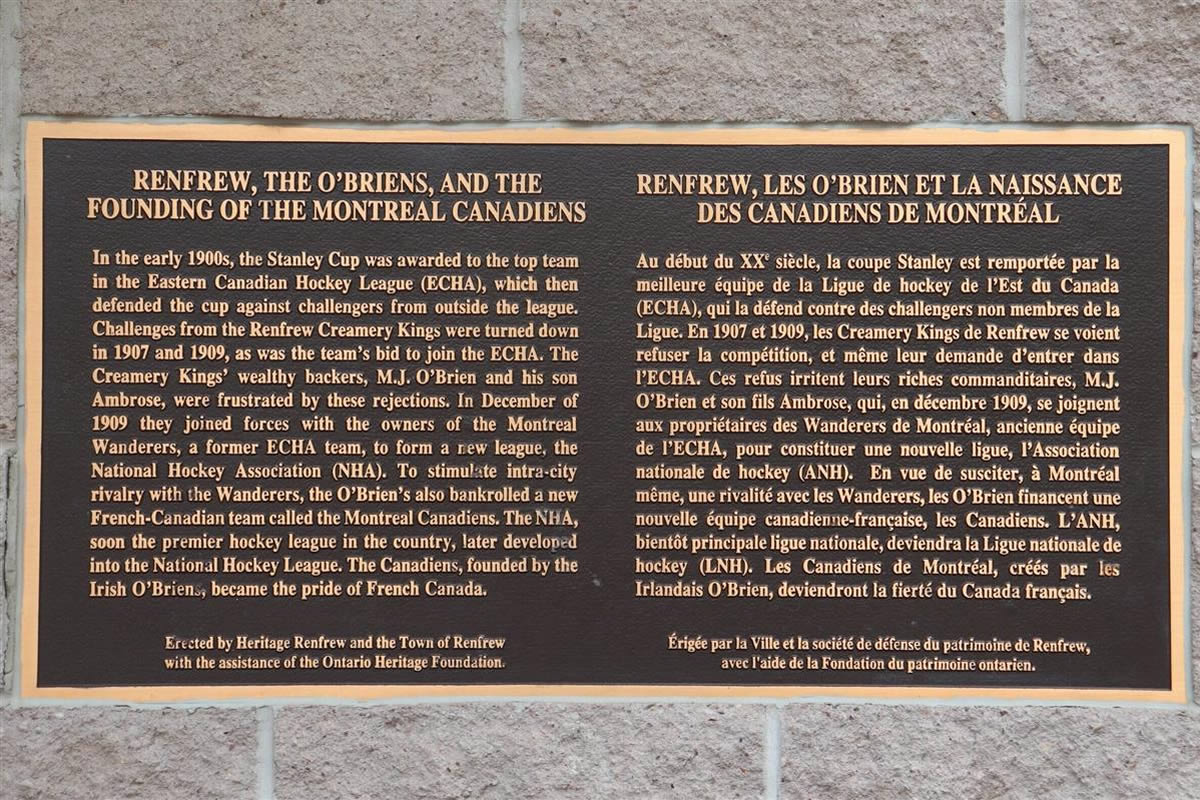 RENFREW, THE O'BRIENS, AND THE
FOUNDING OF THE MONTREAL CANADIENS
In the early 1900s, the Stanley Cup was awarded to the top team
in the Eastern Canadian Hockey League (ECHA), which then
defended the cup against challengers from outside the league.
Challenges from the Renfrew Creamery Kings were turned down
in 1907 and 1909, as was the team's bid to join the ECHA. The
Creamery Kings' wealthy backers, M.J. O'Brien and his son
Ambrose, were frustrated by these rejections. In December of
1909 they joined forces with the owners of the Montreal
Wanderers, a former ECHA team, to form a new league, the
National Hockey Association (NHA). To stimulate intra-city
rivalry with the Wanderers, the O'Brien's also bankrolled a new
French-Canadian team called the Montreal Canadiens. The NHA,
soon the premier hockey league in the country, later developed
into the National Hockey League. The Canadiens, founded by the
Irish O'Briens, became the pride of French Canada.
Erected by Heritage Renfrew and the Town of Renfrew
with the assistance of the Ontario Heritage Foundation.
RENFREW, LES O'BRIEN ET LA NAISSANCE
DES CANADIENS DE MONTRÉAL
Au début du XXe siècle, la coupe Stanley est remportée par la
meilleure équipe de la Ligue de hockey de l'Est du Canada
(ECHA), qui la défend contre des challengers non membres de la
Ligue. En 1907 et 1909, les Creamery Kings de Renfrew se voient
refuser la compétition, et même leur demande d'entrer dans
l'ECHA. Ces refus irritent leurs riches commanditaires, M.J.
O'Brien et son fils Ambrose, qui, en décembre 1909, se joignent
aux propriétaires des Wanderers de Montréal, ancienne équipe
de l'ECHA, pour constituer une nouvelle ligue, l'Association
nationale de hockey (ANH). En vue de susciter, à Montréal
même, une rivalité avec les Wanderers, les O'Brien financent une
nouvelle équipe canadienne-française, les Canadiens. L'ANH,
bientôt principale ligue nationale, deviendra la Ligue nationale de
hockey (LNH). Les Canadiens de Montréal, créés par les
Irlandais O'Brien, deviendront la fierté du Canada français.
Érigée par la Ville et la société de défense du patrimoine de Renfrew,
avec l'aide de la Fondation du patrimoine ontarien.